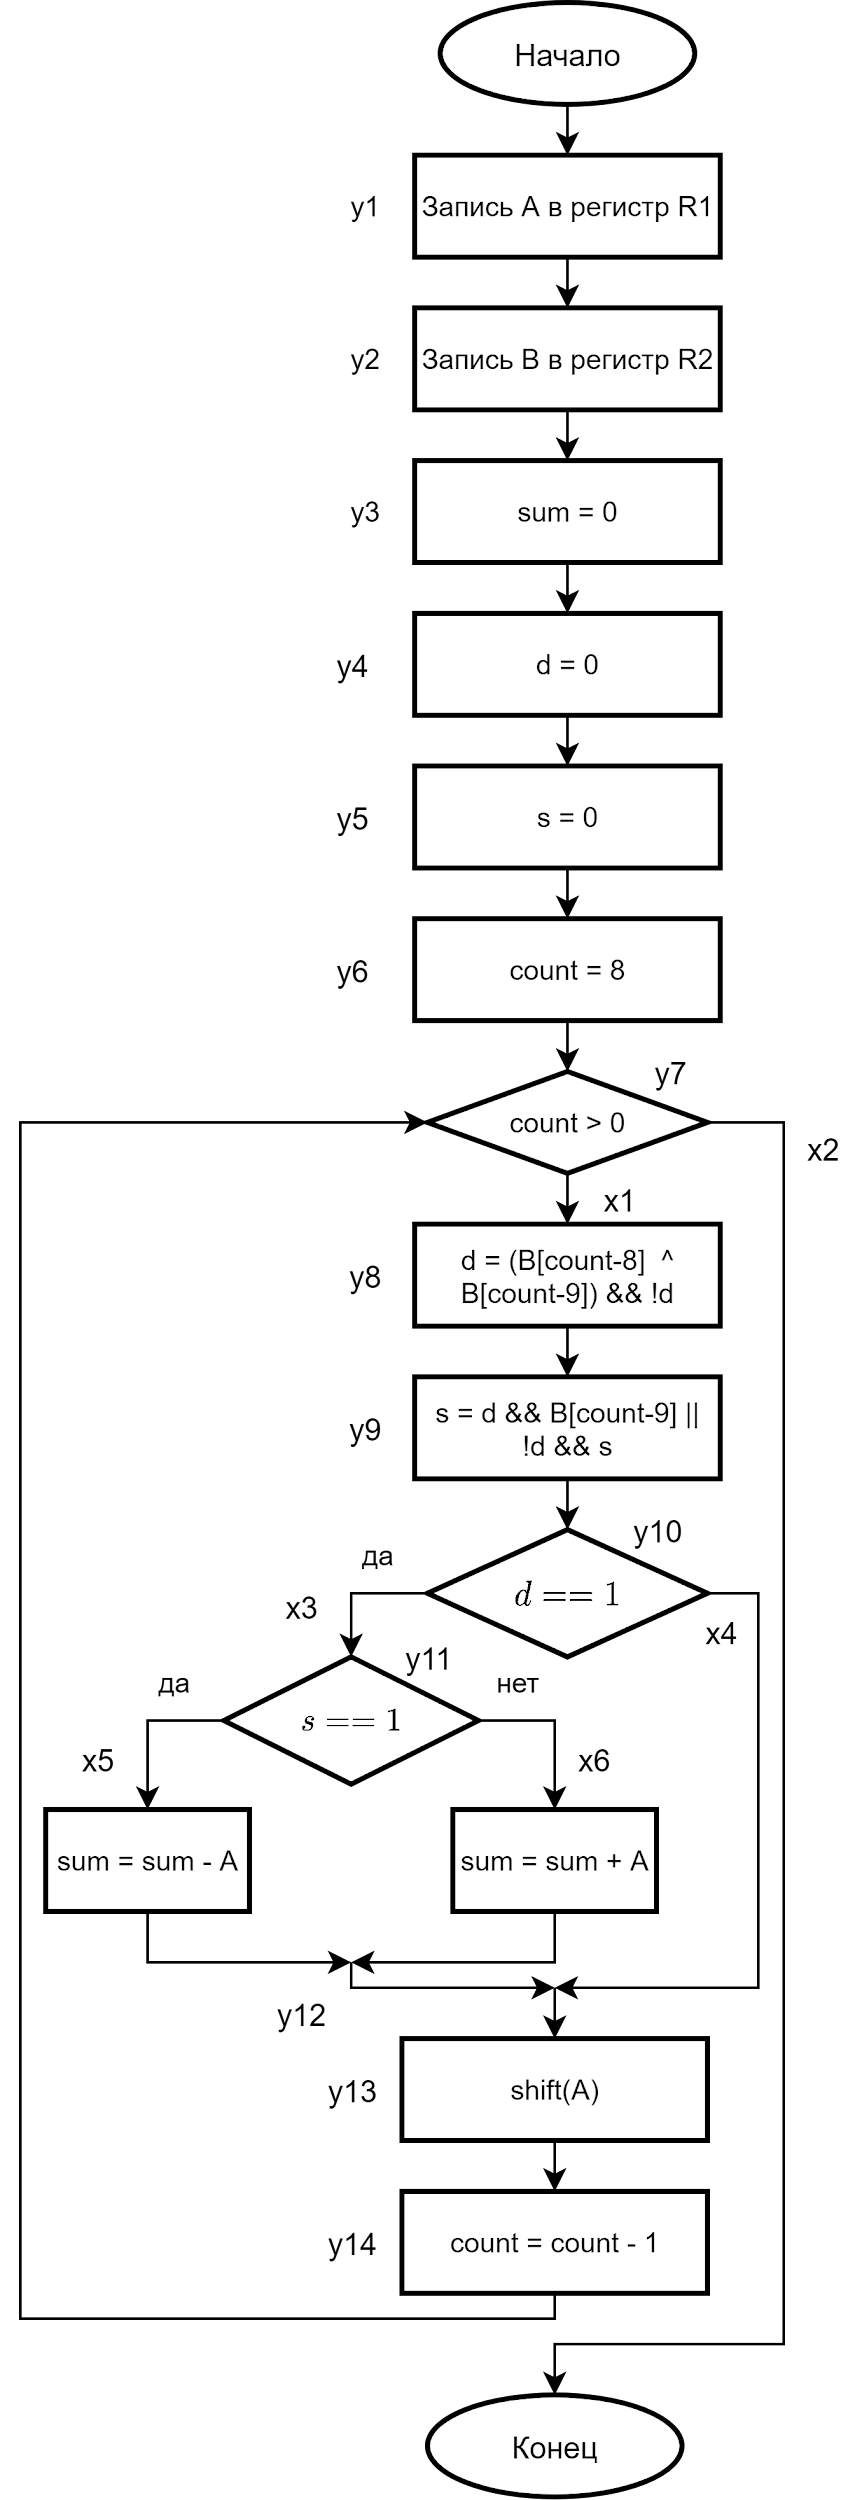 Начало
y1
Запись A в регистр R1
y2
Запись B в регистр R2
y3
sum = 0
y4
d = 0
y5
s = 0
y6
count = 8
y7
count > 0
x2
x1
y8
d = (B[count-8] ^
B[count-9]) && !d
y9
s = d && B[count-9] ||
!d && s
y10
да
d == 1
x3
x4
y11
да
нет
s == 1
x5
x6
sum = sum - A
sum = sum + A
y12
y13
shift(A)
y14
count = count - 1
Конец